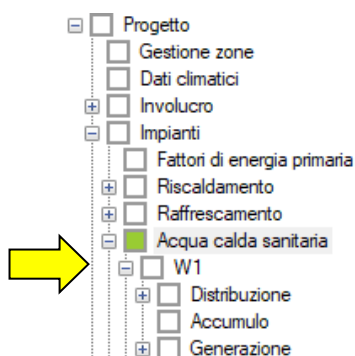 Progetto
Gestione zone
Dati climatici
Involucro
Impianti
Fattori di energia primaria
Riscaldamento
Raffrescamento
Acqua calda sanitaria
W1
Distribuzione
Accumulo
Generazione